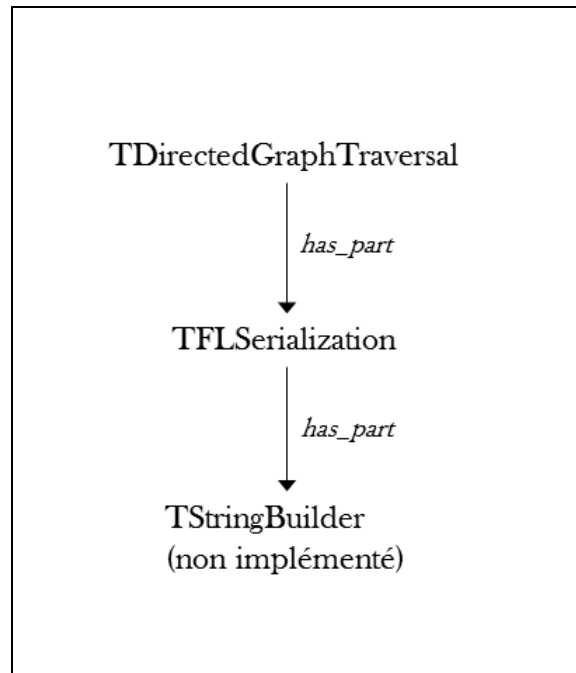 TDirectedGraphTraversal
has_part
TFLSerialization
has_part
TStringBuilder
(non implémenté)